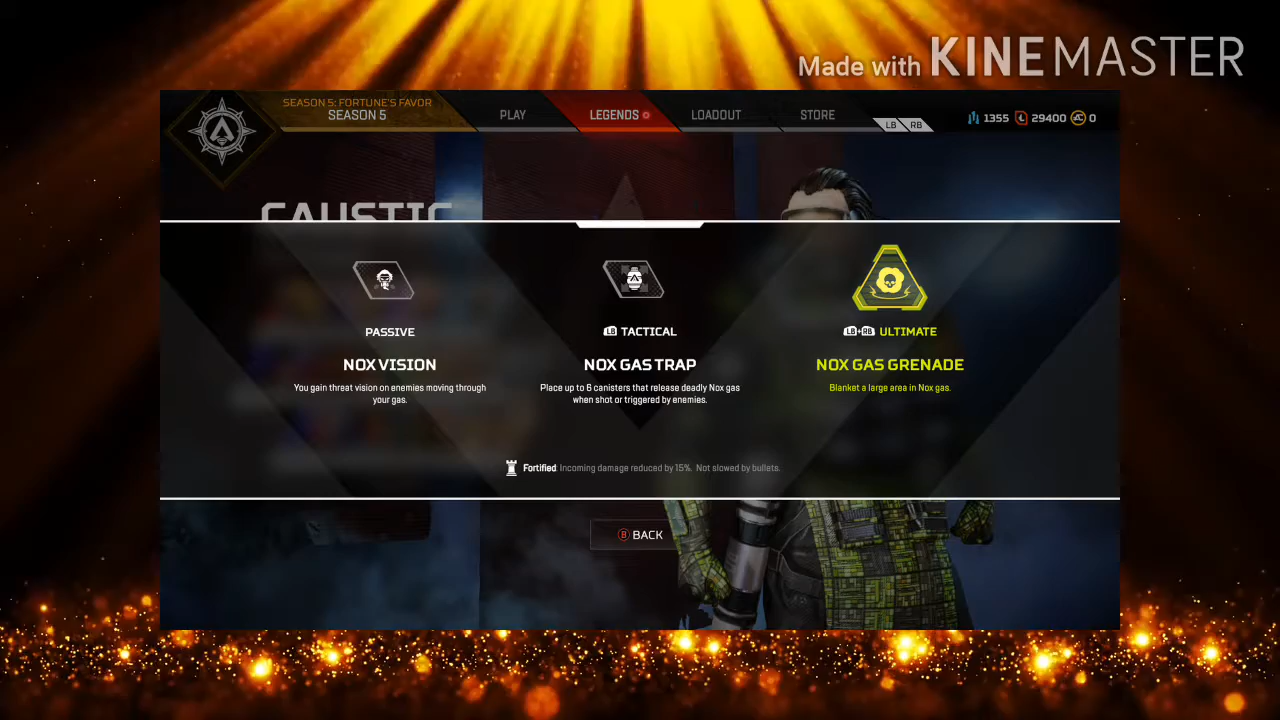 Made with KINEMASTER
SEASON 5: FORTUNE'S FAVOR
SEASON 5
PLAY
LEGENDS
LOADOUT
STORE
LB RB
1355 29400 0
CAUSTIC
PASSIVE
NOX VISION
You gain threat vision on enemies moving through
your gas.
LB TACTICAL
NOX GAS TRAP
Place up to 6 canisters that release deadly Nox gas
when shot or triggered by enemies.
LB+RB ULTIMATE
NOX GAS GRENADE
Blanket a large area in Nox gas.
Fortified: Incoming damage reduced by 15%. Not slowed by bullets.
B BACK